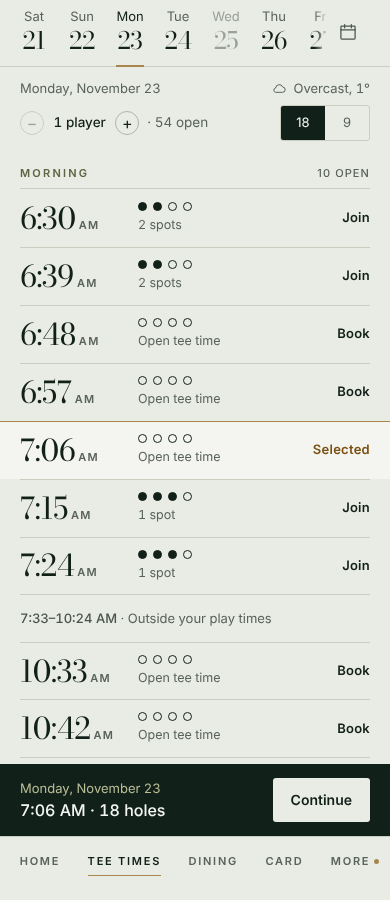 Sat Sun Mon Tue Wed Thu
21 22 23 24 25 26
Monday, November 23 Overcast, 1°
− 1 player + · 54 open 18 9
MORNING 10 OPEN
6:30 AM 2 spots Join
6:39 AM 2 spots Join
6:48 AM Open tee time Book
6:57 AM Open tee time Book
7:06 AM Open tee time Selected
7:15 AM 1 spot Join
7:24 AM 1 spot Join
7:33–10:24 AM · Outside your play times
10:33 AM Open tee time Book
10:42 AM Open tee time Book
Monday, November 23
7:06 AM · 18 holes Continue
HOME TEE TIMES DINING CARD MORE